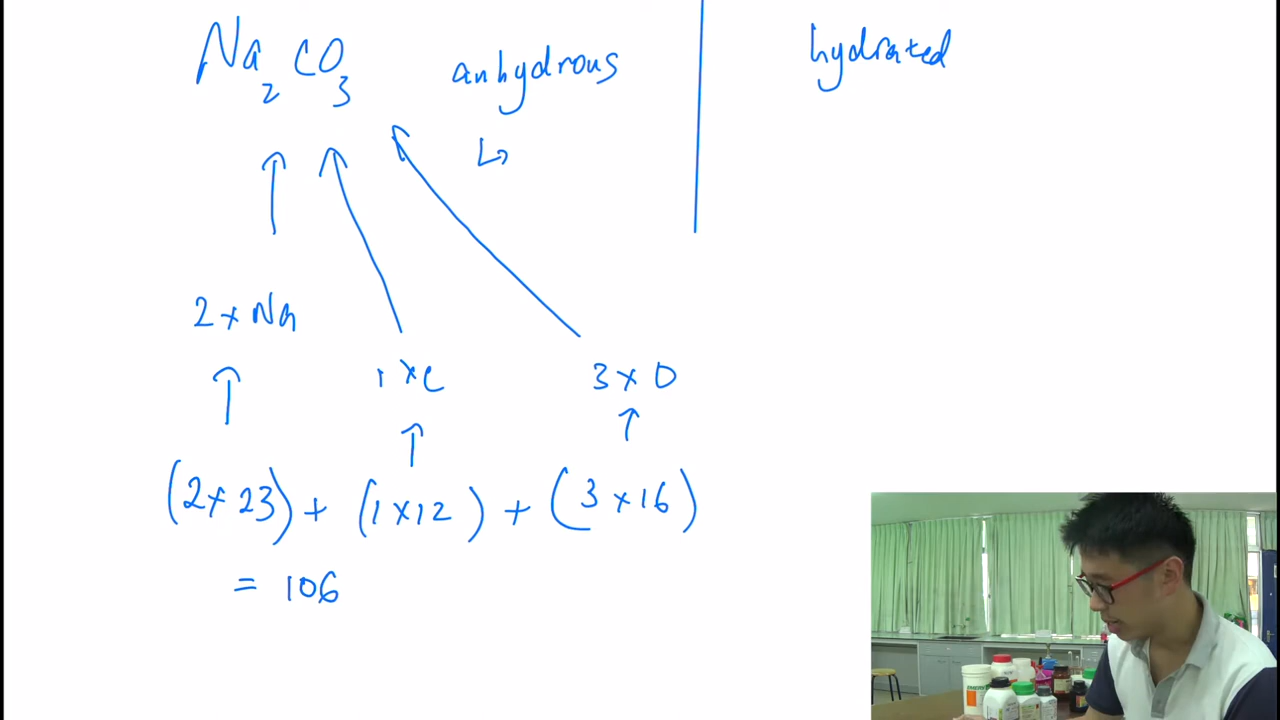 Na₂CO₃ anhydrous
hydrated
↳
2 × Na
1 × C
3 × O
(2 × 23) + (1 × 12) + (3 × 16)
= 106